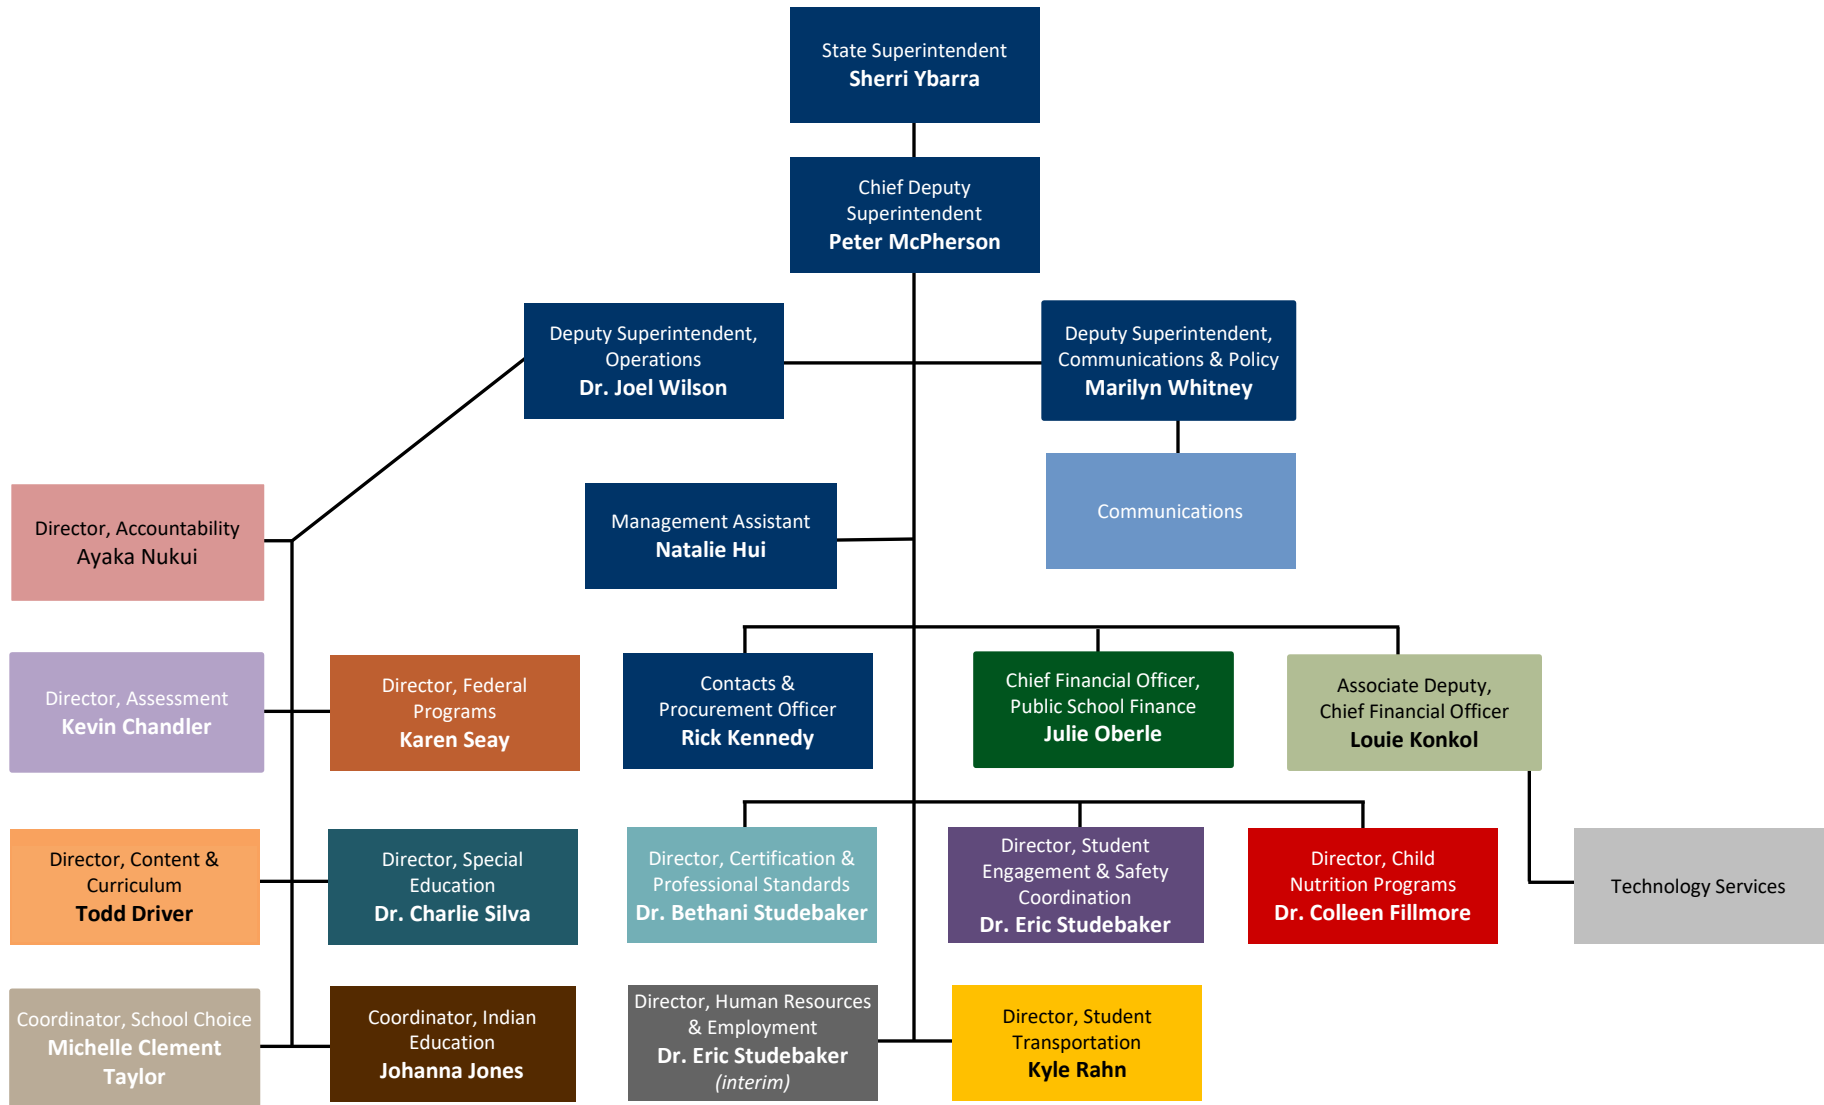 State Superintendent
Sherri Ybarra
Chief Deputy
Superintendent
Peter McPherson
Deputy Superintendent,
Operations
Dr. Joel Wilson
Deputy Superintendent,
Communications & Policy
Marilyn Whitney
Communications
Management Assistant
Natalie Hui
Director, Accountability
Ayaka Nukui
Director, Assessment
Kevin Chandler
Director, Federal
Programs
Karen Seay
Contacts &
Procurement Officer
Rick Kennedy
Chief Financial Officer,
Public School Finance
Julie Oberle
Associate Deputy,
Chief Financial Officer
Louie Konkol
Director, Content &
Curriculum
Todd Driver
Director, Special
Education
Dr. Charlie Silva
Director, Certification &
Professional Standards
Dr. Bethani Studebaker
Director, Student
Engagement & Safety
Coordination
Dr. Eric Studebaker
Director, Child
Nutrition Programs
Dr. Colleen Fillmore
Technology Services
Coordinator, School Choice
Michelle Clement
Taylor
Coordinator, Indian
Education
Johanna Jones
Director, Human Resources
& Employment
Dr. Eric Studebaker
(interim)
Director, Student
Transportation
Kyle Rahn